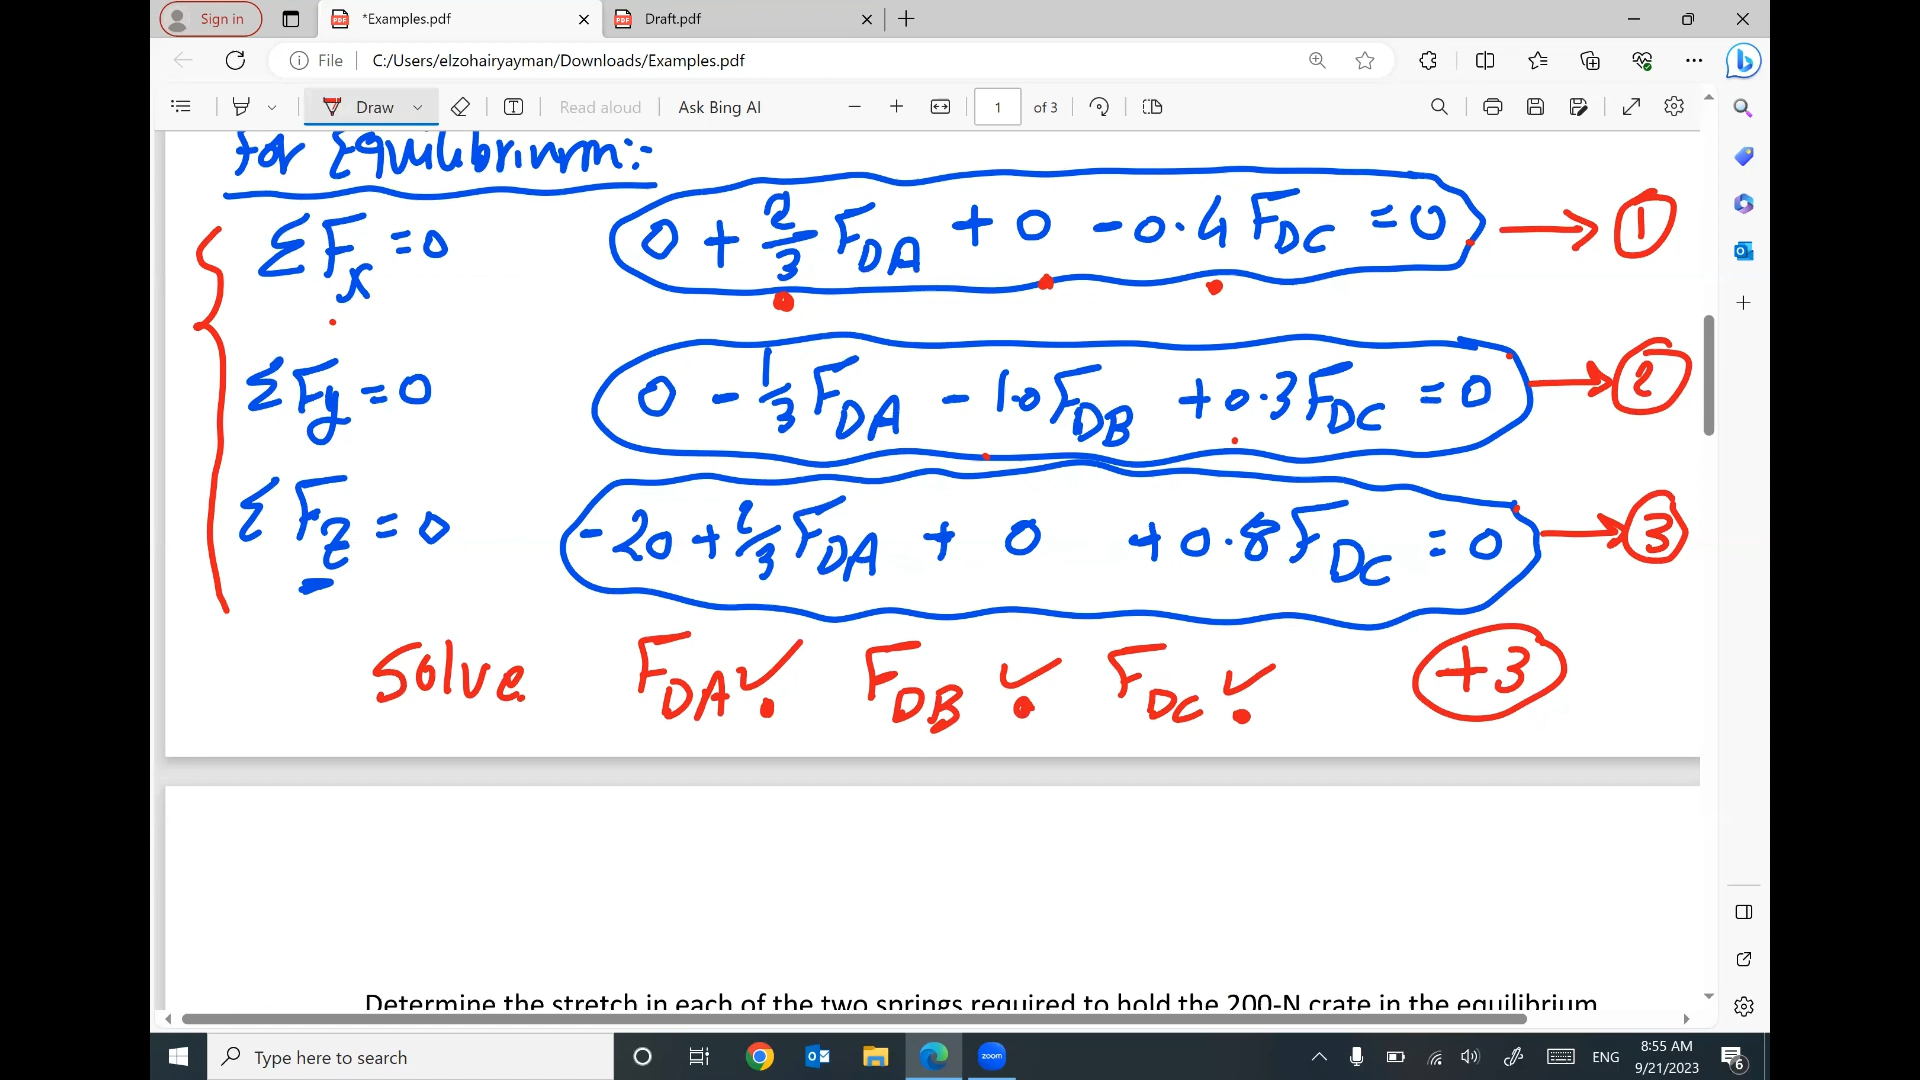 Sign in
*Examples.pdf
Draft.pdf
File
C:/Users/elzohairyayman/Downloads/Examples.pdf
Draw
Read aloud
Ask Bing AI
1
of 3
for Equilibrium:-
ΣFx =0 0 + 2/3 FDA + 0 - 0.4 FDC = 0 → 1
ΣFy = 0 0 - 1/3 FDA - 1.0 FDB + 0.3 FDC = 0 → 2
ΣFz = 0 -20 + 2/3 FDA + 0 + 0.8 FDC = 0 → 3
Solve FDA ✓ FDB ✓ FDC ✓ +3
Determine the stretch in each of the two springs required to hold the 200-N crate in the equilibrium
Type here to search
zoom
ENG
8:55 AM
9/21/2023
6